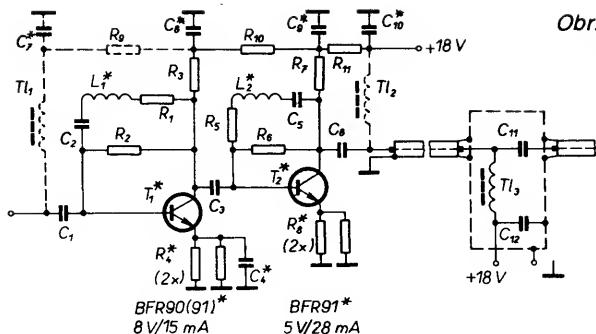 C7* R9 C8* C9* C10* Obr.
R10 R11 +18 V
R3 R7
Tl1 L1* L2* Tl2
R1 R5 C5
C2 R2 R6 C8 C11
T1* T2* Tl3
C1 C3
R4* (2x) C4* R8* (2x) C12
+18 V
BFR90(91)* BFR91*
8 V/15 mA 5 V/28 mA